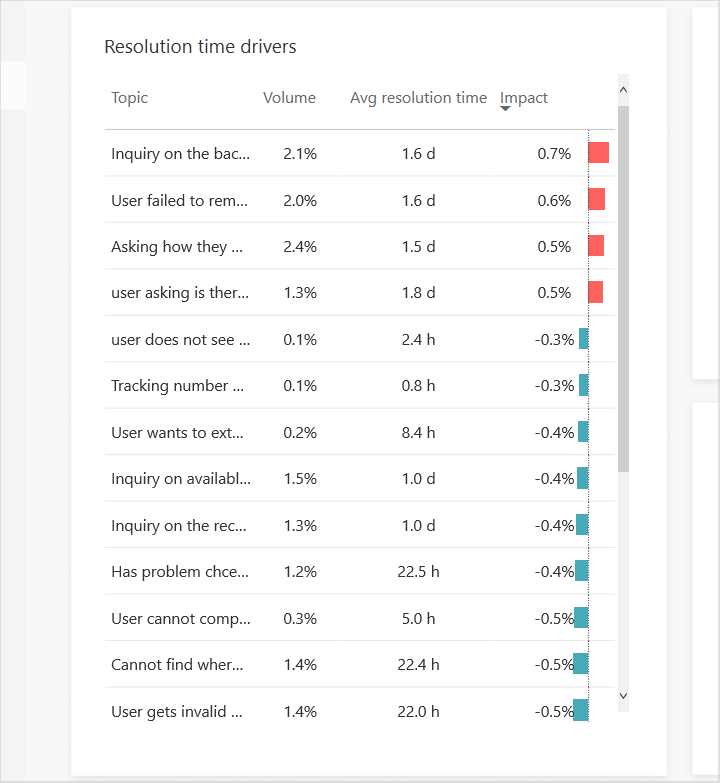 Resolution time drivers
Topic Volume Avg resolution time Impact
Inquiry on the bac... 2.1% 1.6 d 0.7%
User failed to rem... 2.0% 1.6 d 0.6%
Asking how they ... 2.4% 1.5 d 0.5%
user asking is ther... 1.3% 1.8 d 0.5%
user does not see ... 0.1% 2.4 h -0.3%
Tracking number ... 0.1% 0.8 h -0.3%
User wants to ext... 0.2% 8.4 h -0.4%
Inquiry on availabl... 1.5% 1.0 d -0.4%
Inquiry on the rec... 1.3% 1.0 d -0.4%
Has problem chce... 1.2% 22.5 h -0.4%
User cannot comp... 0.3% 5.0 h -0.5%
Cannot find wher... 1.4% 22.4 h -0.5%
User gets invalid ... 1.4% 22.0 h -0.5%